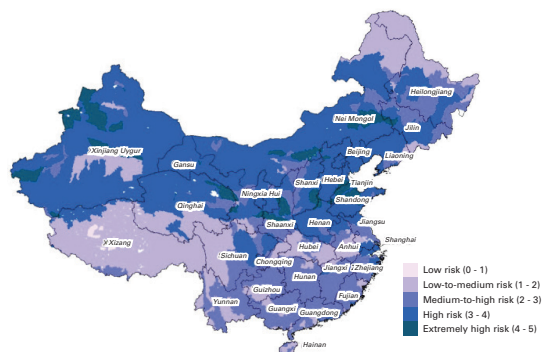 Heilongjiang
Nei Mongol
Jilin
Liaoning
Beijing
Xinjiang Uygur
Gansu
Tianjin
Hebei
Shanxi
Ningxia Hui
Shandong
Qinghai
Shaanxi
Henan
Jiangsu
Xizang
Hubei
Anhui
Shanghai
Sichuan
Chongqing
Jiangxi
Zhejiang
Hunan
Guizhou
Fujian
Yunnan
Guangxi
Guangdong
Hainan
Low risk (0 - 1)
Low-to-medium risk (1 - 2)
Medium-to-high risk (2 - 3)
High risk (3 - 4)
Extremely high risk (4 - 5)